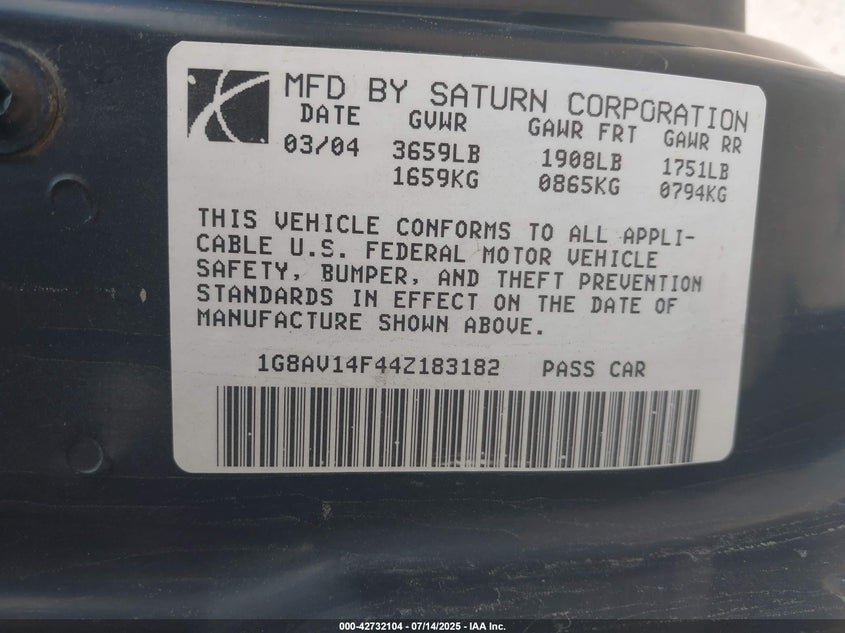 MFD BY SATURN CORPORATION
DATE GVWR GAWR FRT GAWR RR
03/04 3659LB 1908LB 1751LB
1659KG 0865KG 0794KG
THIS VEHICLE CONFORMS TO ALL APPLI-
CABLE U.S. FEDERAL MOTOR VEHICLE
SAFETY, BUMPER, AND THEFT PREVENTION
STANDARDS IN EFFECT ON THE DATE OF
MANUFACTURE SHOWN ABOVE.
1G8AV14F44Z183182 PASS CAR
000-42732104 - 07/14/2025 - IAA Inc.